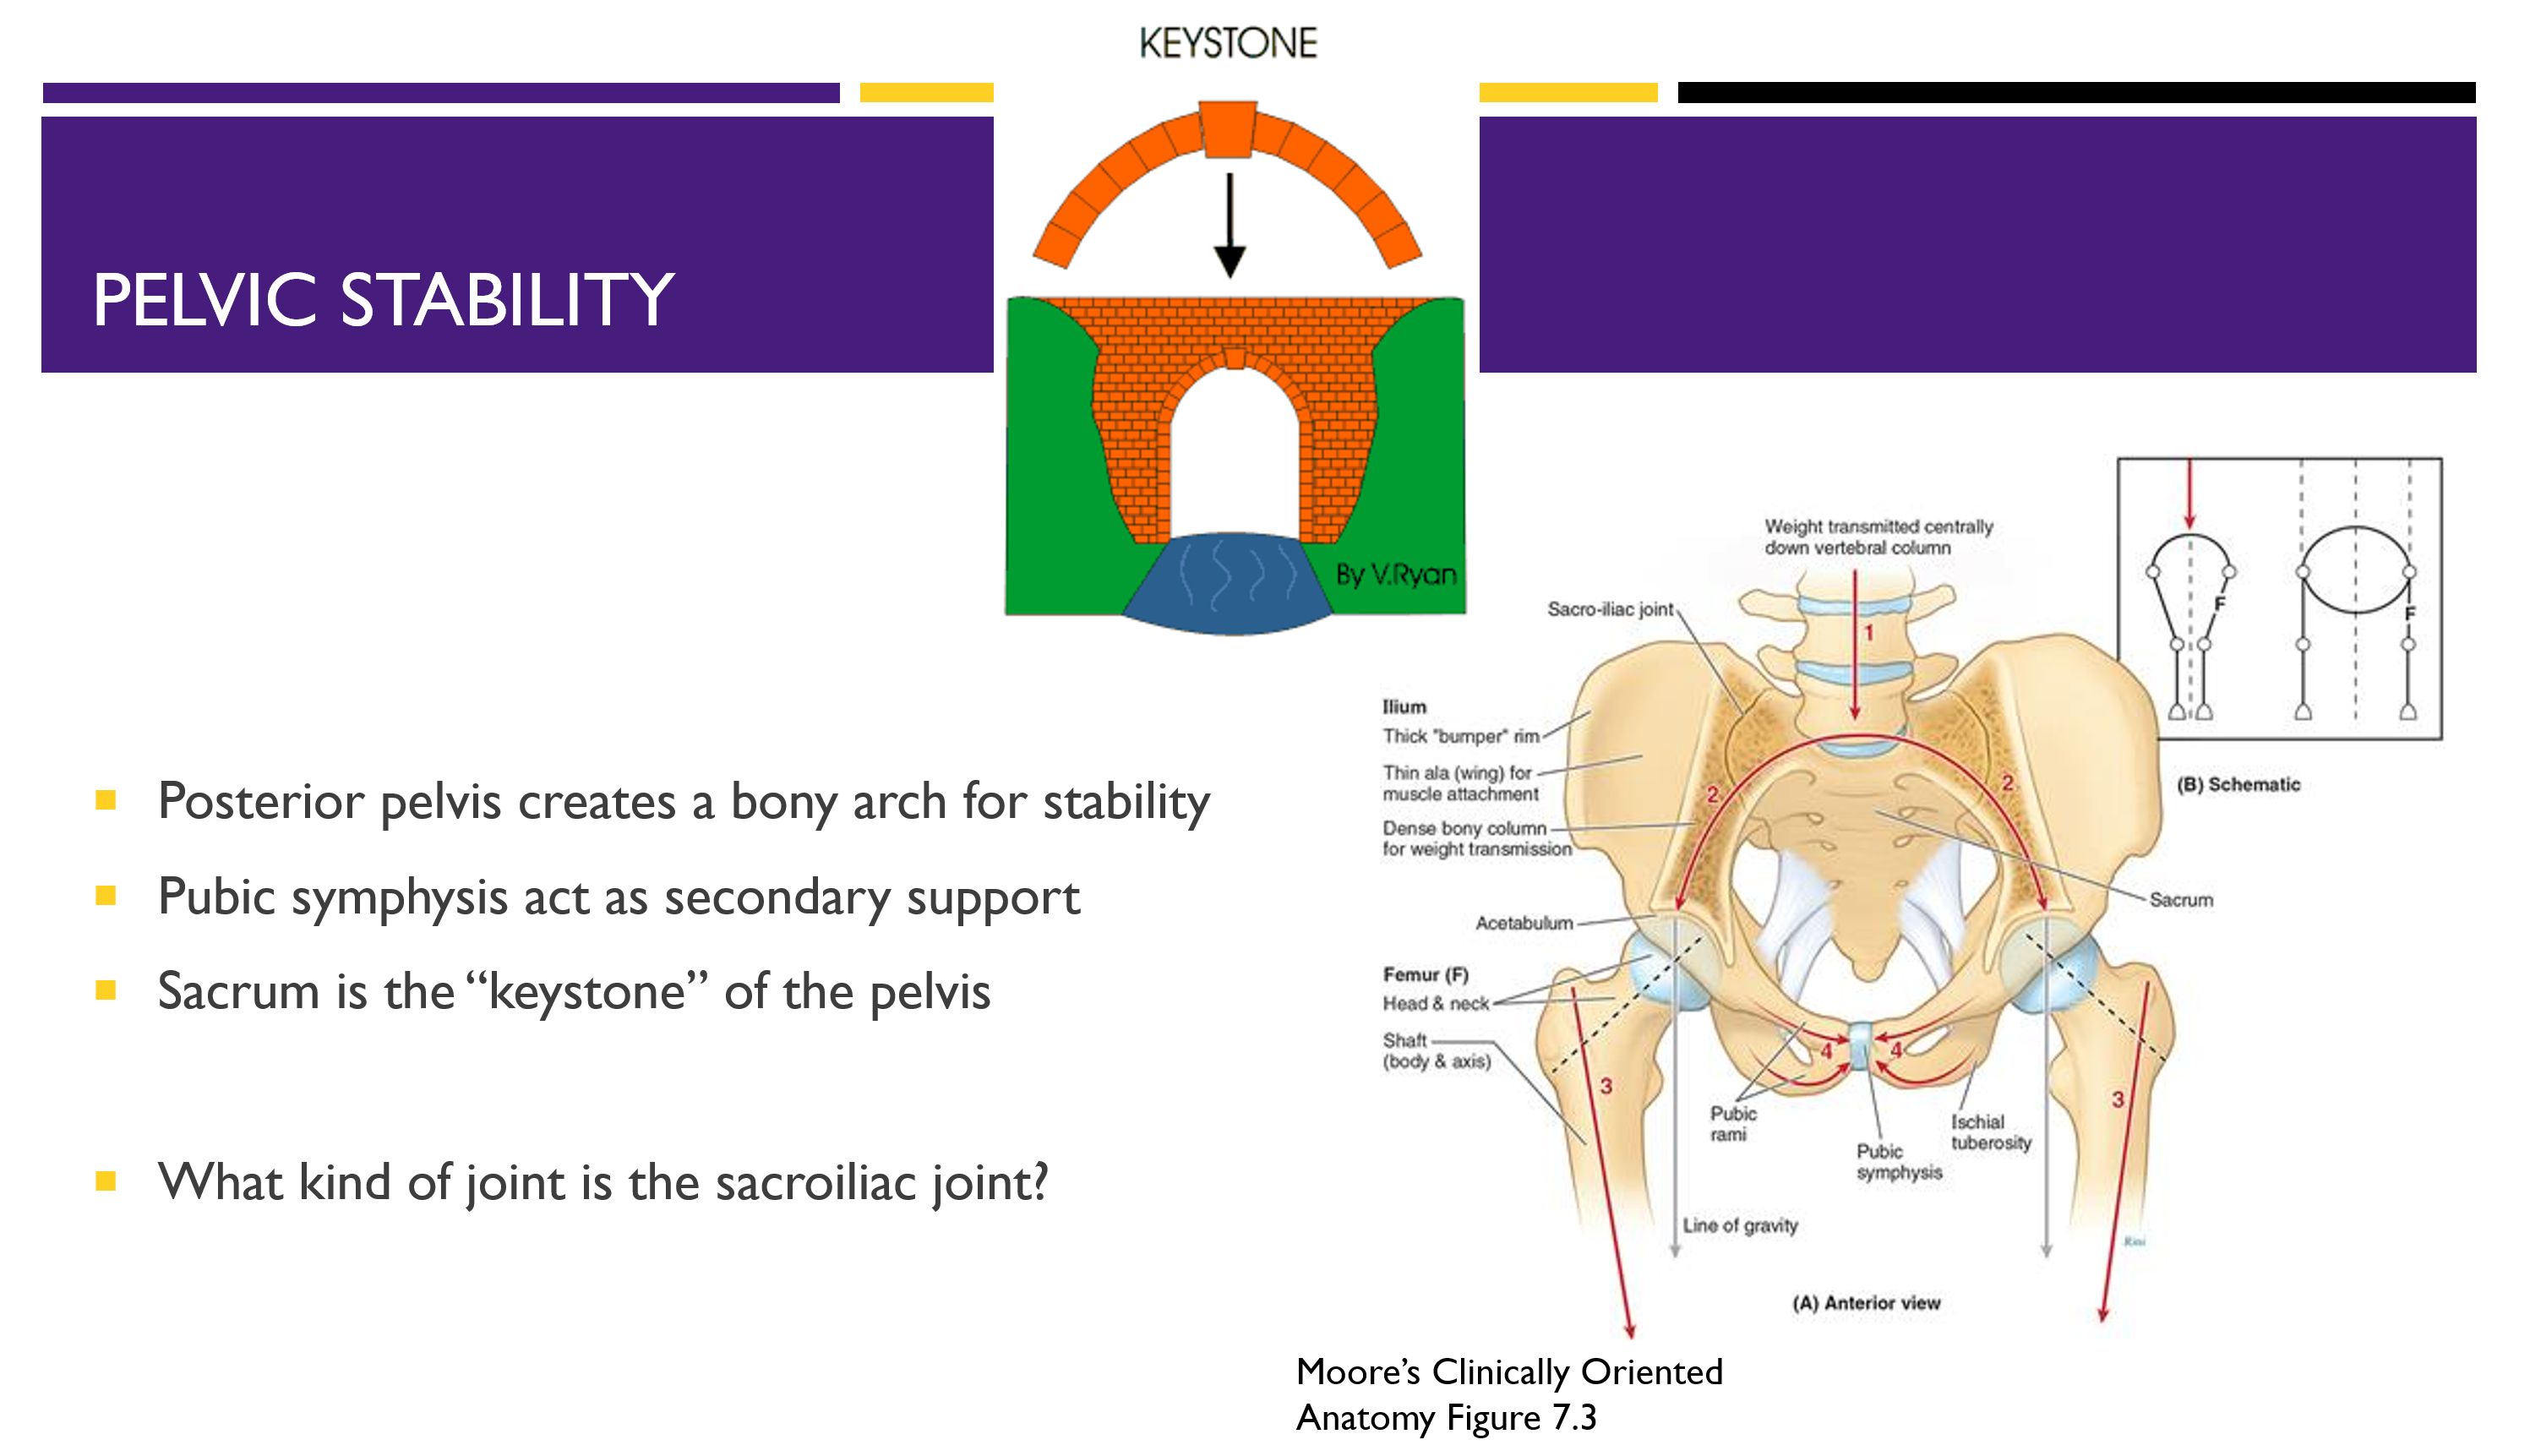 KEYSTONE
PELVIC STABILITY
By V.Ryan
Posterior pelvis creates a bony arch for stability
Pubic symphysis act as secondary support
Sacrum is the “keystone” of the pelvis
What kind of joint is the sacroiliac joint?
Weight transmitted centrally
down vertebral column
Sacro-iliac joint
1
Ilium
Thick "bumper" rim
Thin ala (wing) for
muscle attachment
2
2
Dense bony column
for weight transmission
Sacrum
Acetabulum
Femur (F)
Head & neck
Shaft
(body & axis)
4
4
3
3
Pubic
rami
Pubic
symphysis
Ischial
tuberosity
Line of gravity
Rini
(A) Anterior view
F
F
(B) Schematic
Moore’s Clinically Oriented
Anatomy Figure 7.3